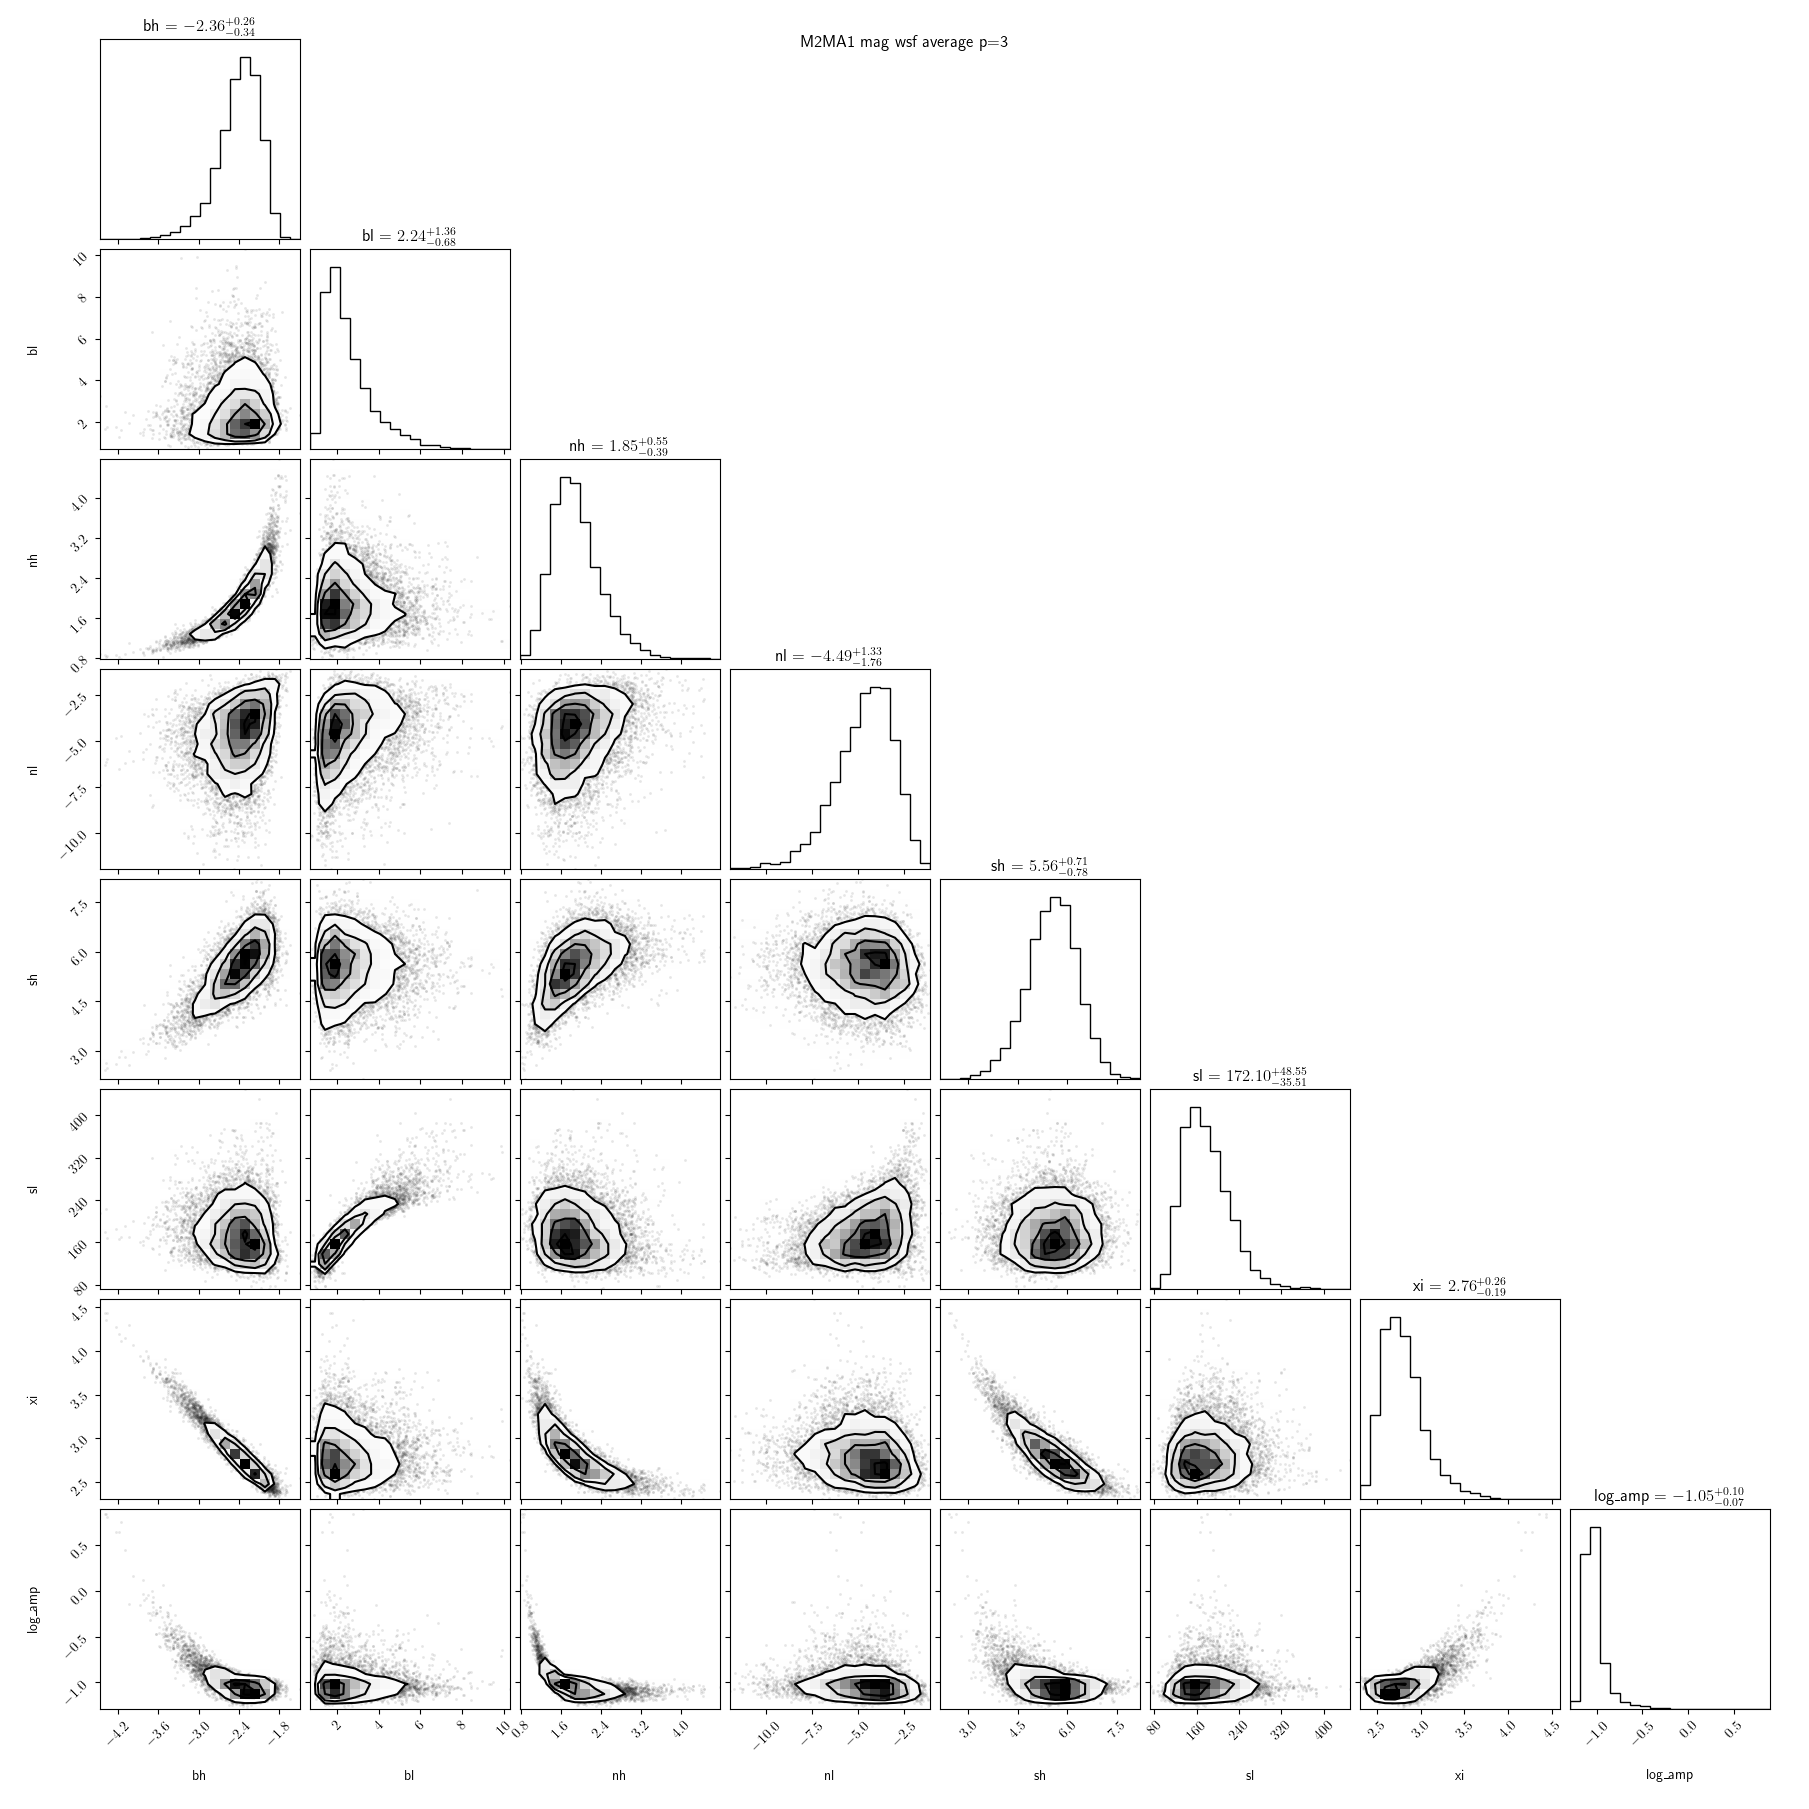 bh = −2.36+0.26 −0.34
M2MA1 mag wsf average p=3
bl = 2.24+1.36 −0.68
10
8
6
4
2
bl
nh = 1.85+0.55 −0.39
4.0
3.2
2.4
1.6
0.8
nh
nl = −4.49+1.33 −1.76
−2.5
−5.0
−7.5
−10.0
nl
sh = 5.56+0.71 −0.78
7.5
6.0
4.5
3.0
sh
sl = 172.10+48.55 −35.51
400
320
240
160
80
sl
xi = 2.76+0.26 −0.19
4.5
4.0
3.5
3.0
2.5
xi
log_amp = −1.05+0.10 −0.07
0.5
0.0
−0.5
−1.0
log_amp
−4.2 −3.6 −3.0 −2.4 −1.8 2 4 6 8 10 0.8 1.6 2.4 3.2 4.0 −10.0 −7.5 −5.0 −2.5 3.0 4.5 6.0 7.5 80 160 240 320 400 2.5 3.0 3.5 4.0 4.5 −1.0 −0.5 0.0 0.5
bh bl nh nl sh sl xi log_amp